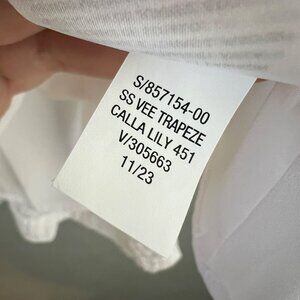 S/857154-00
SS VEE TRAPEZE
CALLA LILY 451
V/305663
11/23